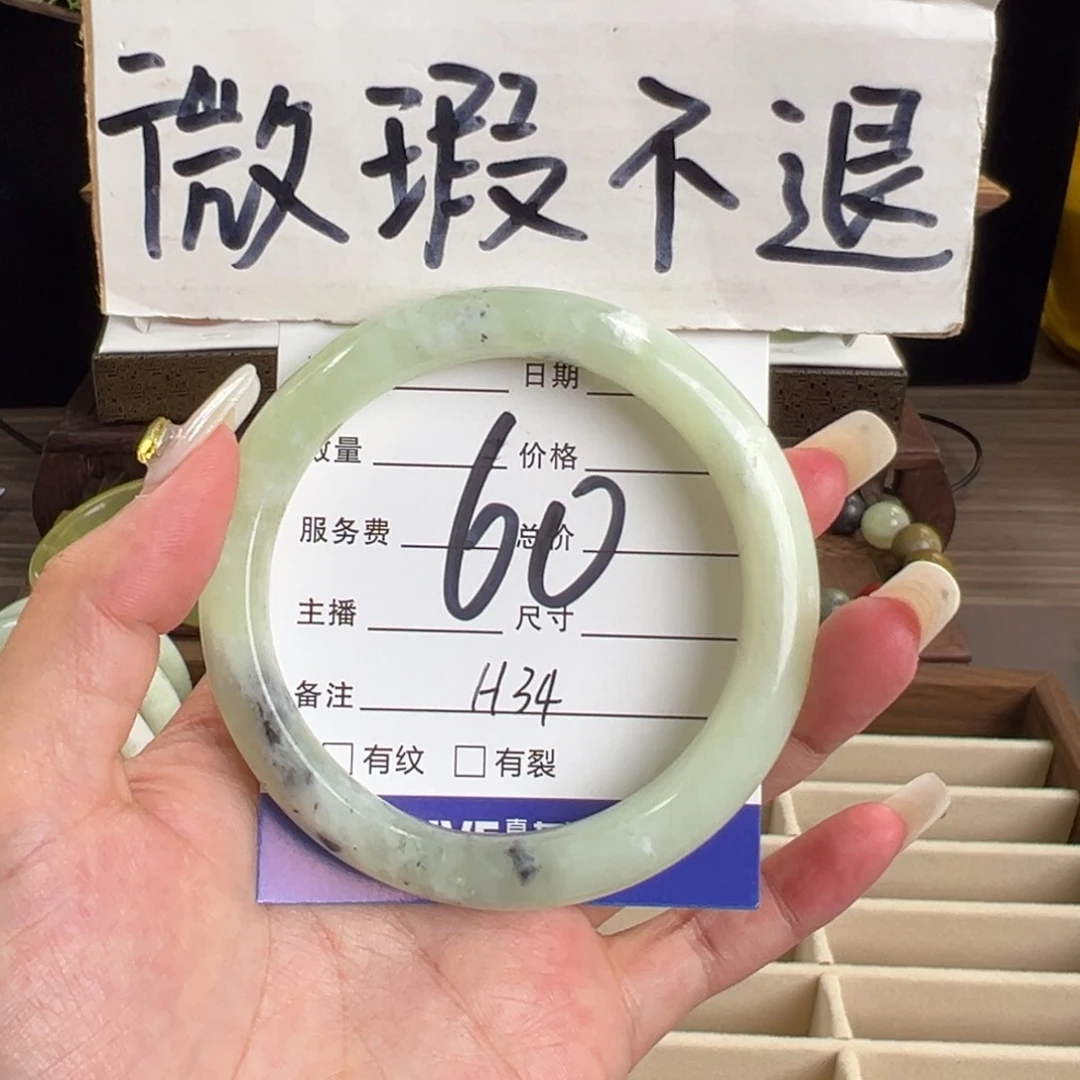 微瑕不退
日期
数量 价格
60
服务费 总价
主播 尺寸
备注 H34
□有纹 □有裂